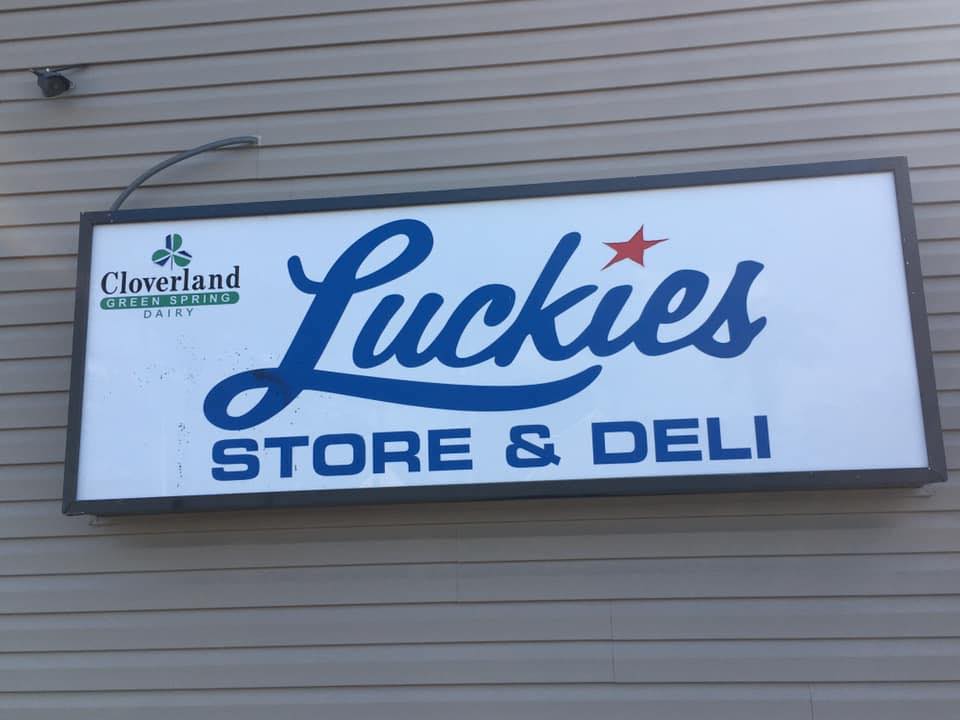 Cloverland
GREEN SPRING
DAIRY
Luckies
STORE & DELI